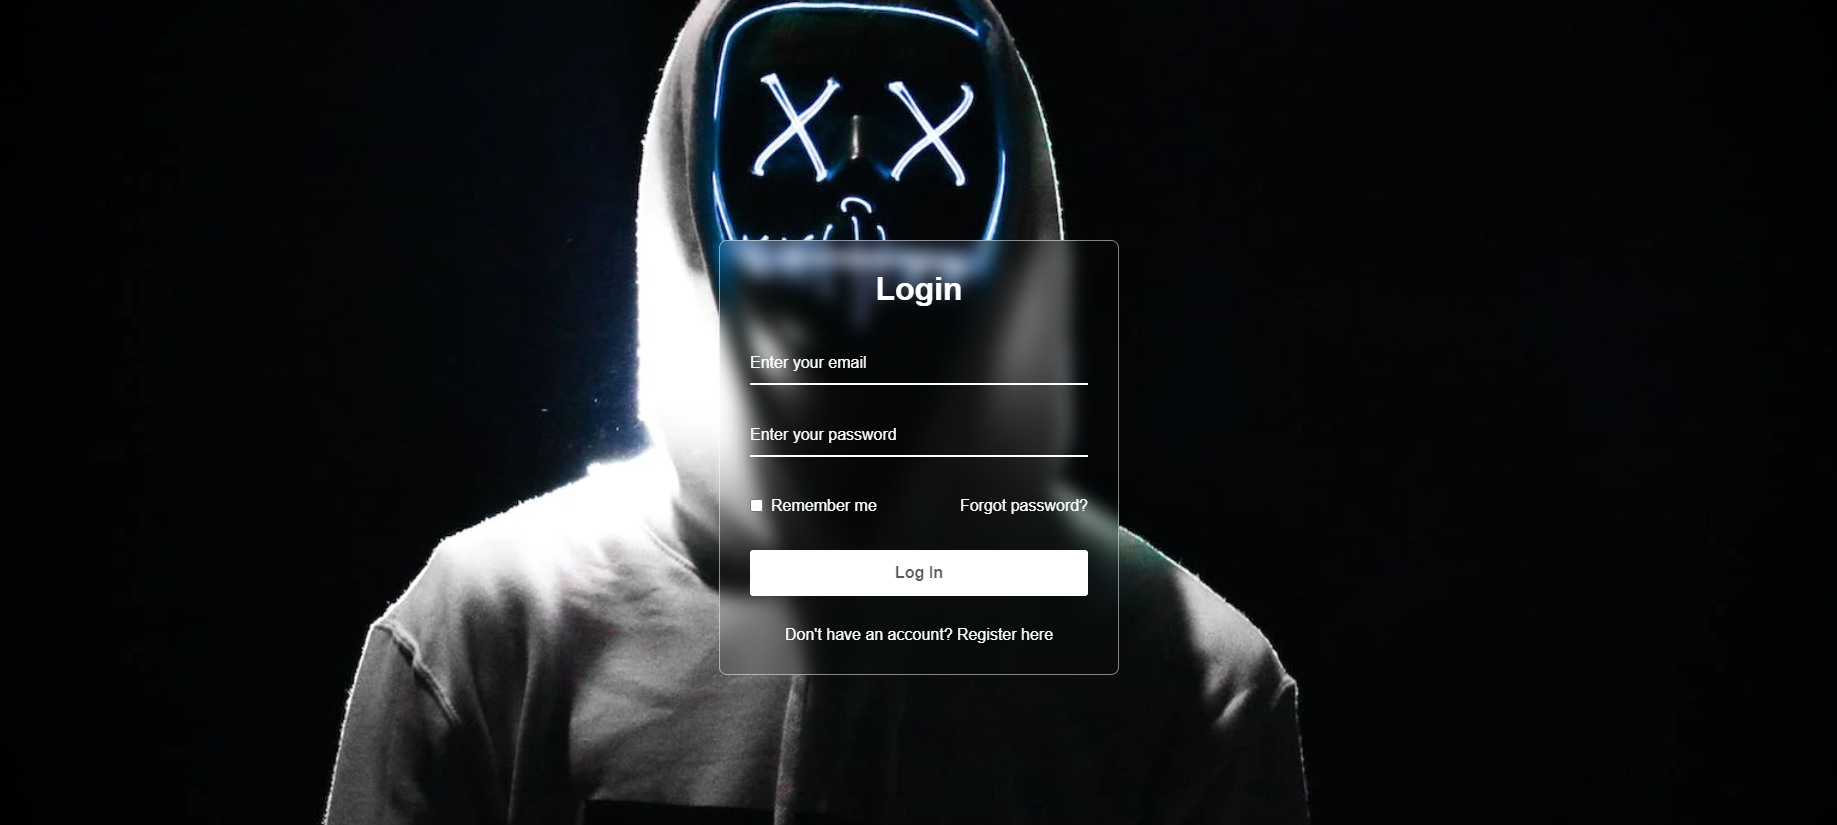 Login
Enter your email
Enter your password
Remember me
Forgot password?
Log In
Don't have an account? Register here